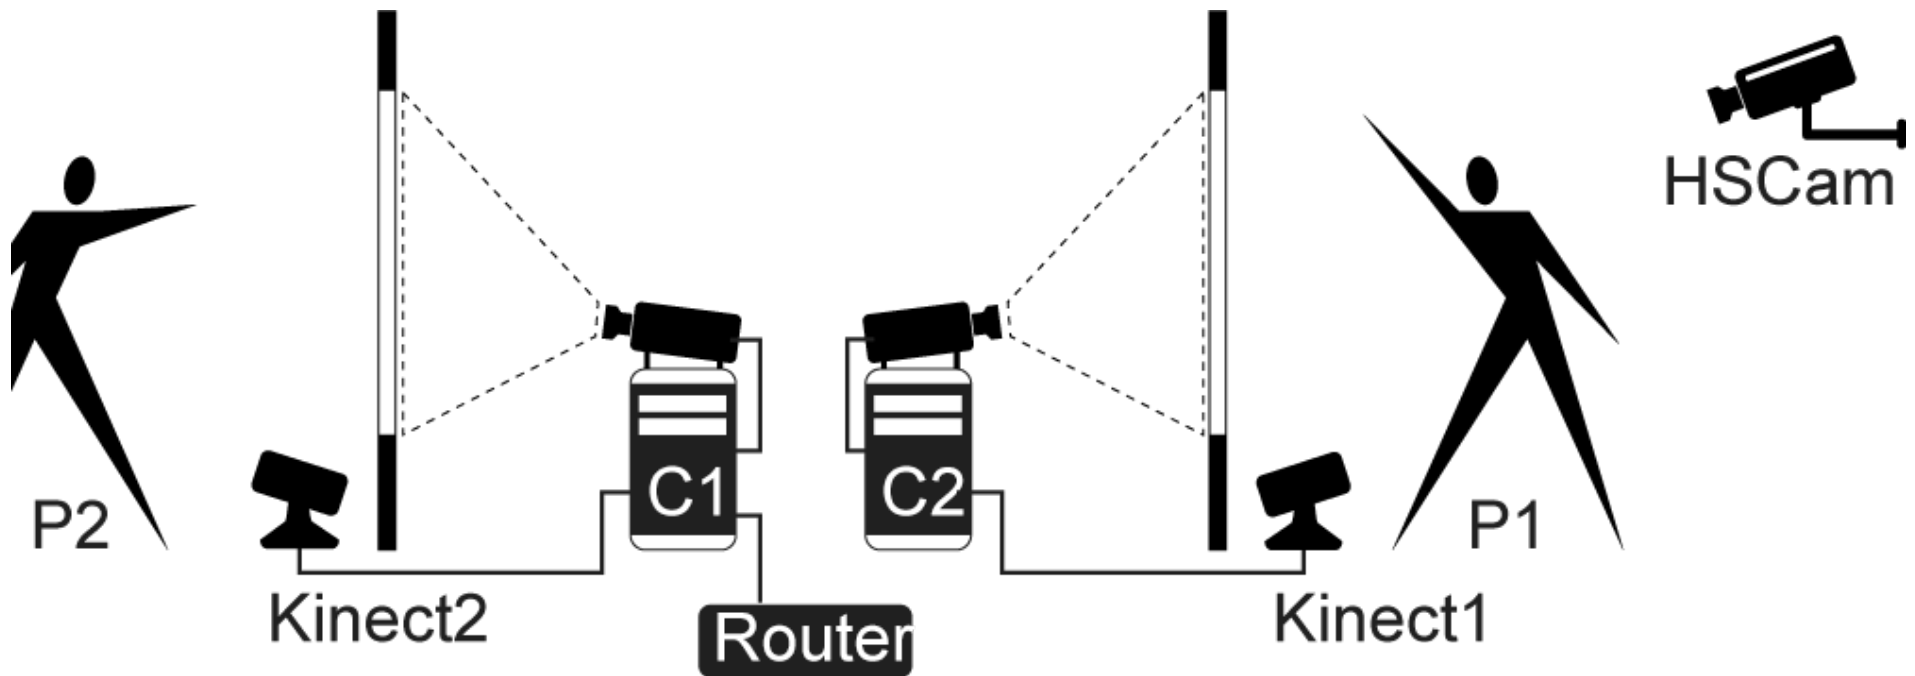 HSCam
C1
C2
P2
P1
Kinect2
Kinect1
Router